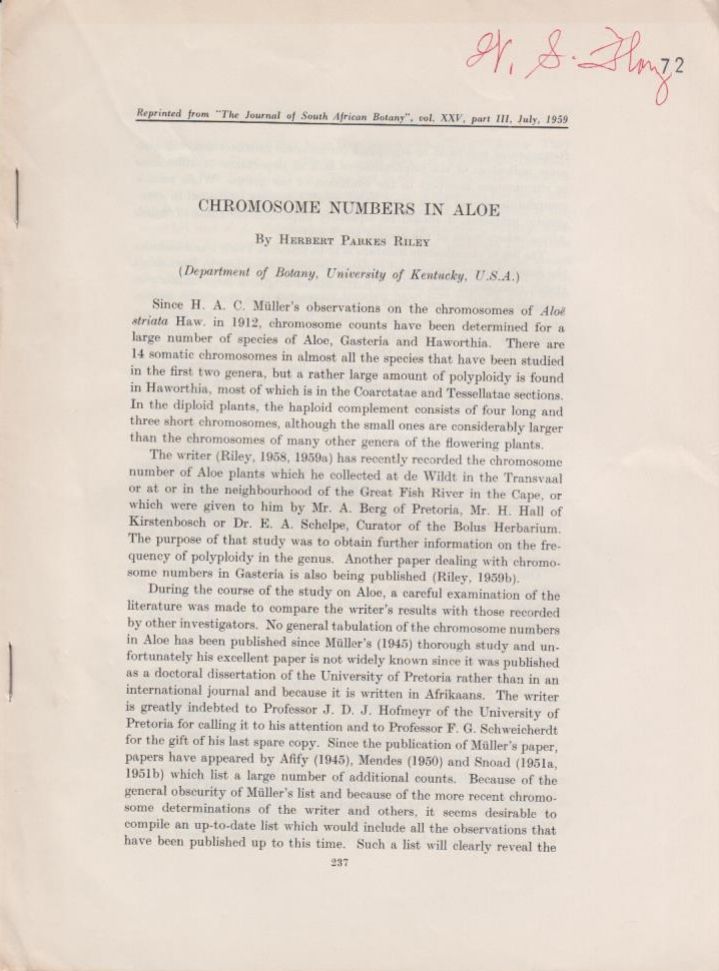 W. S.
72
Reprinted from "The Journal of South African Botany", vol. XXV, part III, July, 1959
CHROMOSOME NUMBERS IN ALOE
By HERBERT PARKES RILEY
(Department of Botany, University of Kentucky, U.S.A.)
Since H. A. C. Müller's observations on the chromosomes of Aloë
striata Haw. in 1912, chromosome counts have been determined for a
large number of species of Aloe, Gasteria and Haworthia. There are
14 somatic chromosomes in almost all the species that have been studied
in the first two genera, but a rather large amount of polyploidy is found
in Haworthia, most of which is in the Coarctatae and Tessellatae sections.
In the diploid plants, the haploid complement consists of four long and
three short chromosomes, although the small ones are considerably larger
than the chromosomes of many other genera of the flowering plants.
The writer (Riley, 1958, 1959a) has recently recorded the chromosome
number of Aloe plants which he collected at de Wildt in the Transvaal
or at or in the neighbourhood of the Great Fish River in the Cape, or
which were given to him by Mr. A. Berg of Pretoria, Mr. H. Hall of
Kirstenbosch or Dr. E. A. Schelpe, Curator of the Bolus Herbarium.
The purpose of that study was to obtain further information on the fre-
quency of polyploidy in the genus. Another paper dealing with chromo-
some numbers in Gasteria is also being published (Riley, 1959b).
During the course of the study on Aloe, a careful examination of the
literature was made to compare the writer's results with those recorded
by other investigators. No general tabulation of the chromosome numbers
in Aloe has been published since Müller's (1945) thorough study and un-
fortunately his excellent paper is not widely known since it was published
as a doctoral dissertation of the University of Pretoria rather than in an
international journal and because it is written in Afrikaans. The writer
is greatly indebted to Professor J. D. J. Hofmeyr of the University of
Pretoria for calling it to his attention and to Professor F. G. Schweicherdt
for the gift of his last spare copy. Since the publication of Müller's paper,
papers have appeared by Afify (1945), Mendes (1950) and Snoad (1951a,
1951b) which list a large number of additional counts. Because of the
general obscurity of Müller's list and because of the more recent chromo-
some determinations of the writer and others, it seems desirable to
compile an up-to-date list which would include all the observations that
have been published up to this time. Such a list will clearly reveal the
237